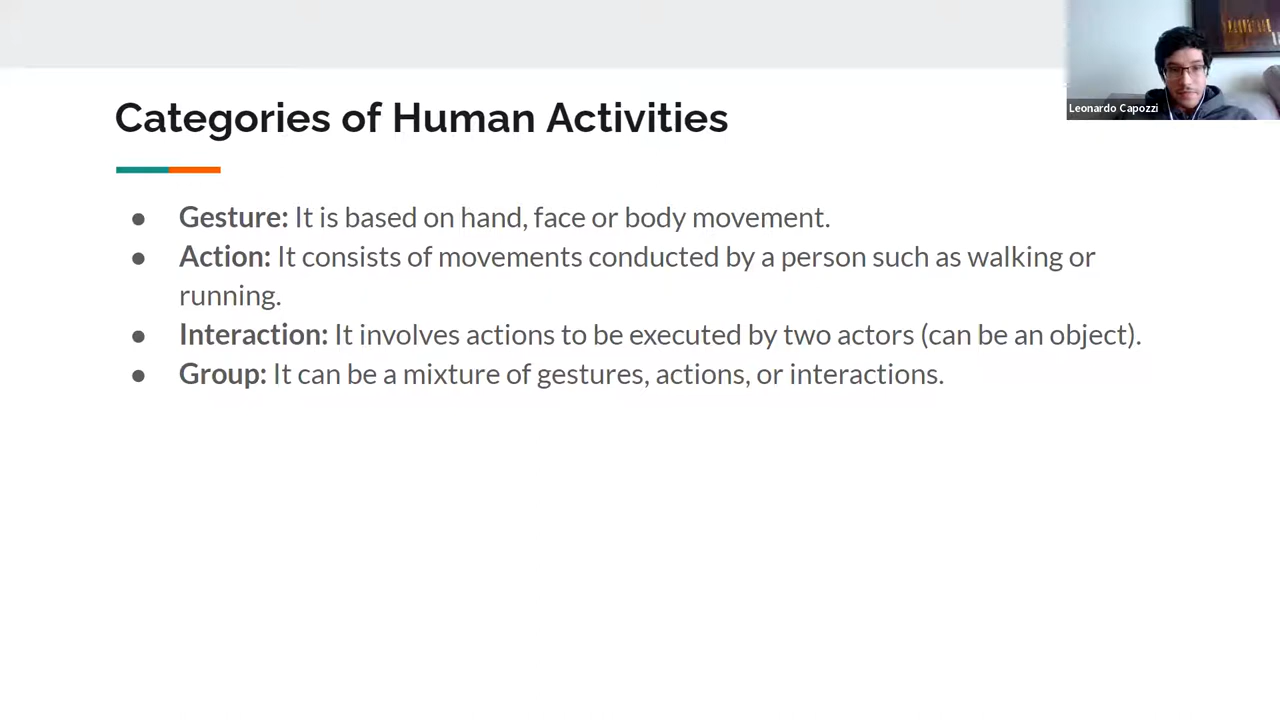 Categories of Human Activities
Leonardo Capozzi
● Gesture: It is based on hand, face or body movement.
● Action: It consists of movements conducted by a person such as walking or
running.
● Interaction: It involves actions to be executed by two actors (can be an object).
● Group: It can be a mixture of gestures, actions, or interactions.